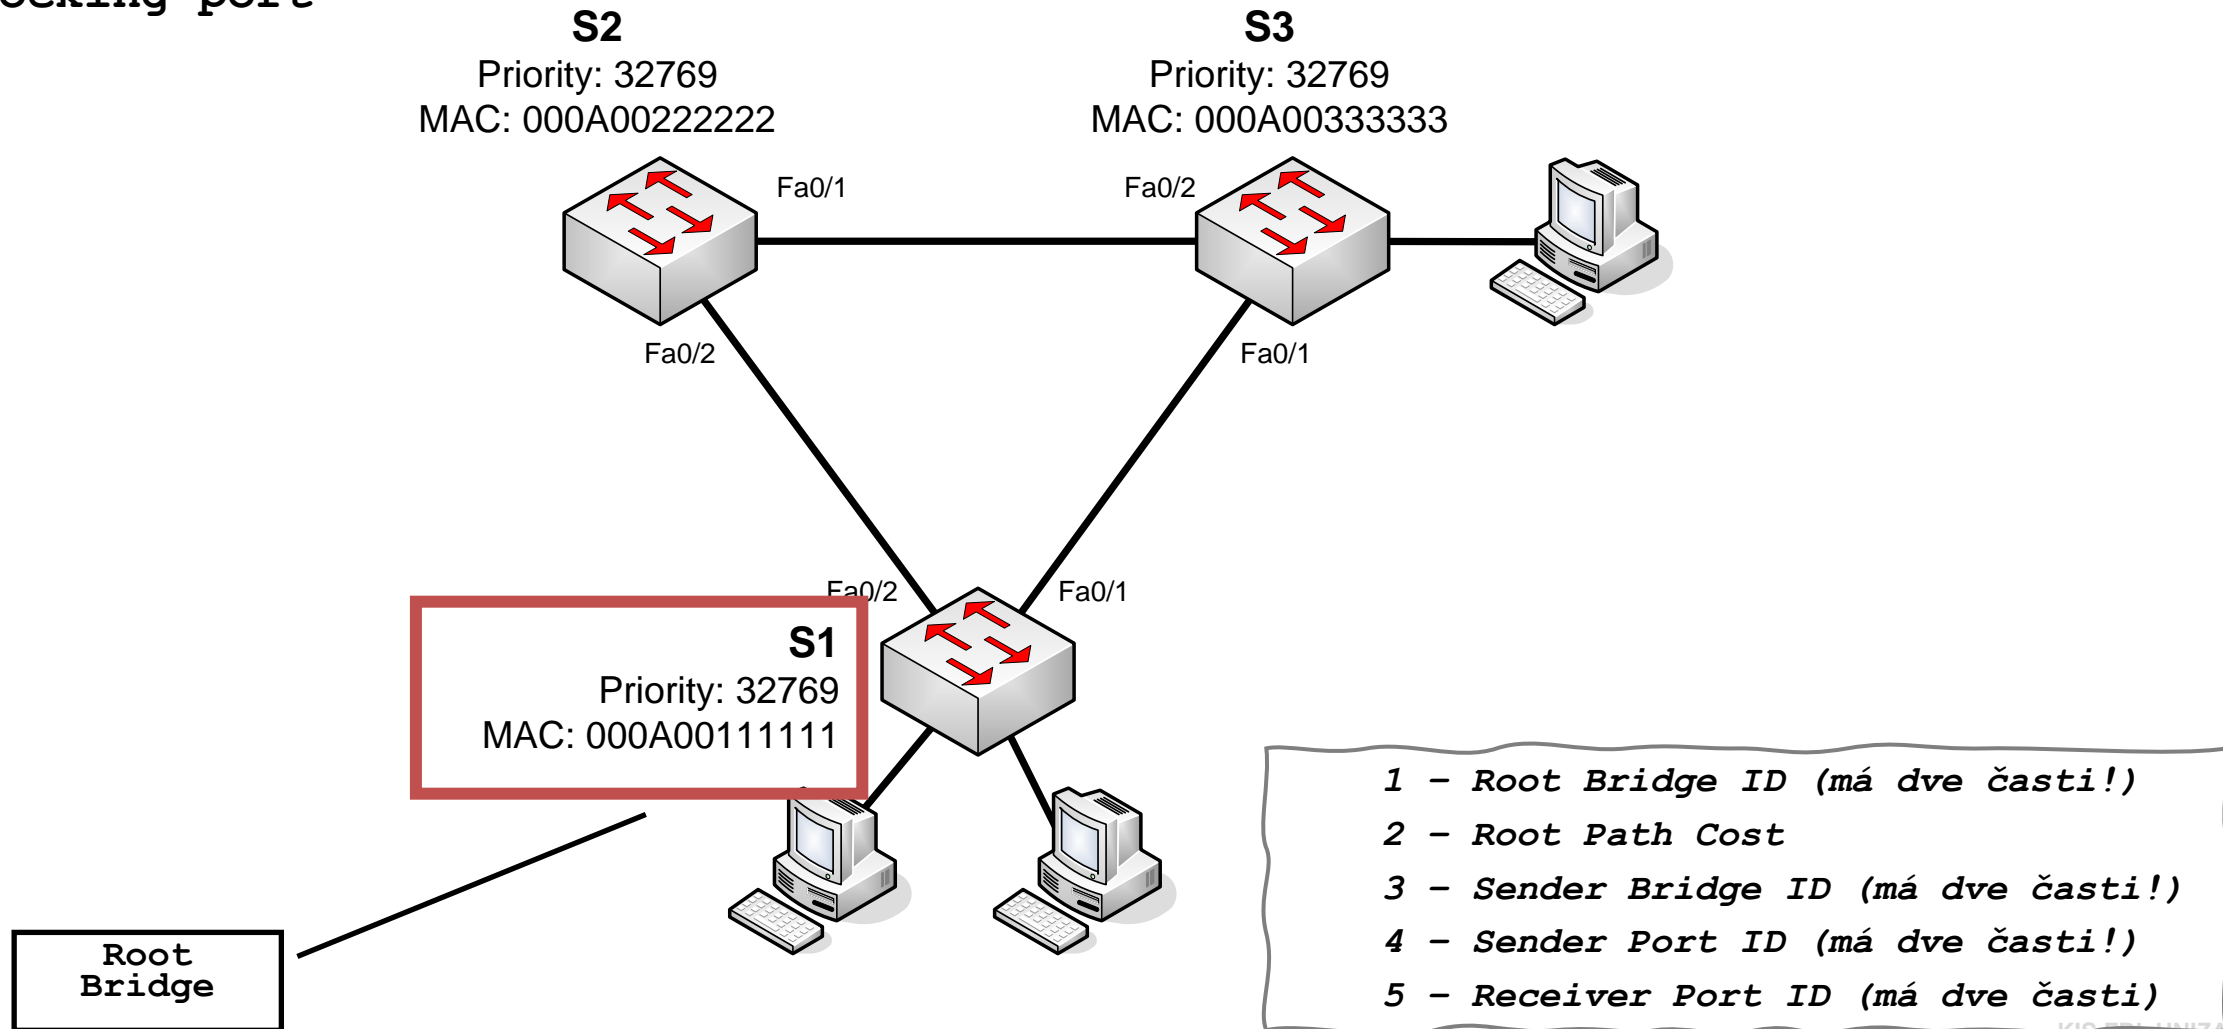 ocking port
S2
Priority: 32769
MAC: 000A00222222
S3
Priority: 32769
MAC: 000A00333333
Fa0/1
Fa0/2
Fa0/2
Fa0/1
Fa0/2
Fa0/1
S1
Priority: 32769
MAC: 000A00111111
Root
Bridge
1 – Root Bridge ID (má dve časti!)
2 – Root Path Cost
3 – Sender Bridge ID (má dve časti!)
4 – Sender Port ID (má dve časti!)
5 – Receiver Port ID (má dve časti)